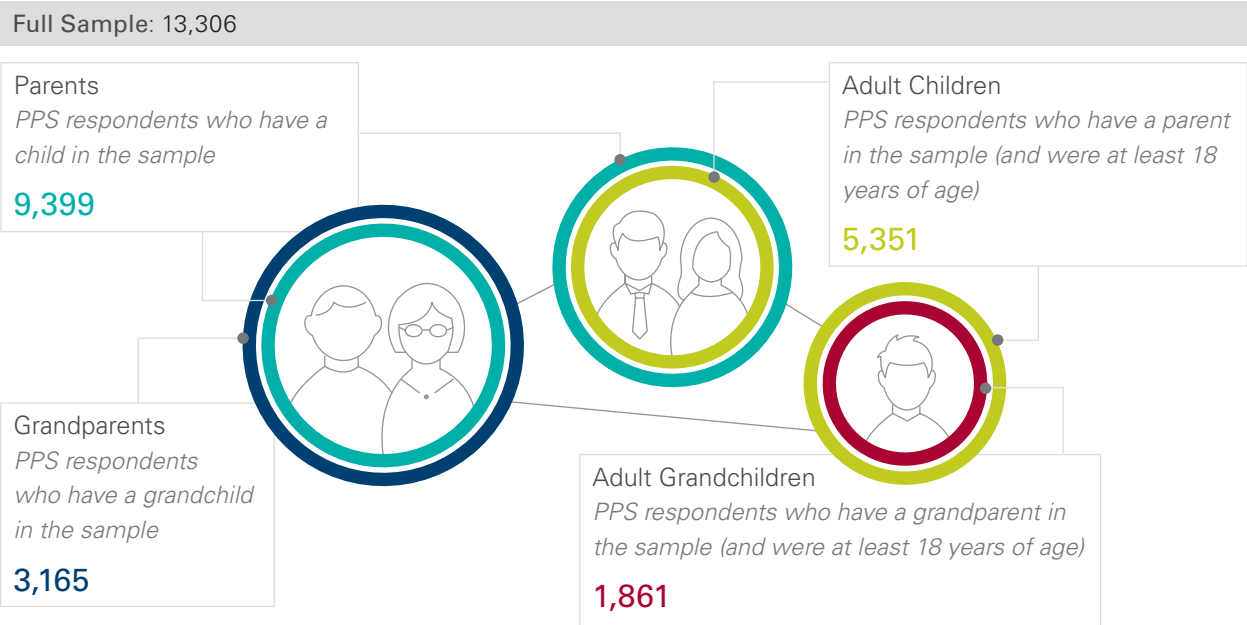 Full Sample: 13,306
Parents
PPS respondents who have a
child in the sample
9,399
Adult Children
PPS respondents who have a parent
in the sample (and were at least 18
years of age)
5,351
Grandparents
PPS respondents
who have a grandchild
in the sample
3,165
Adult Grandchildren
PPS respondents who have a grandparent in
the sample (and were at least 18 years of age)
1,861